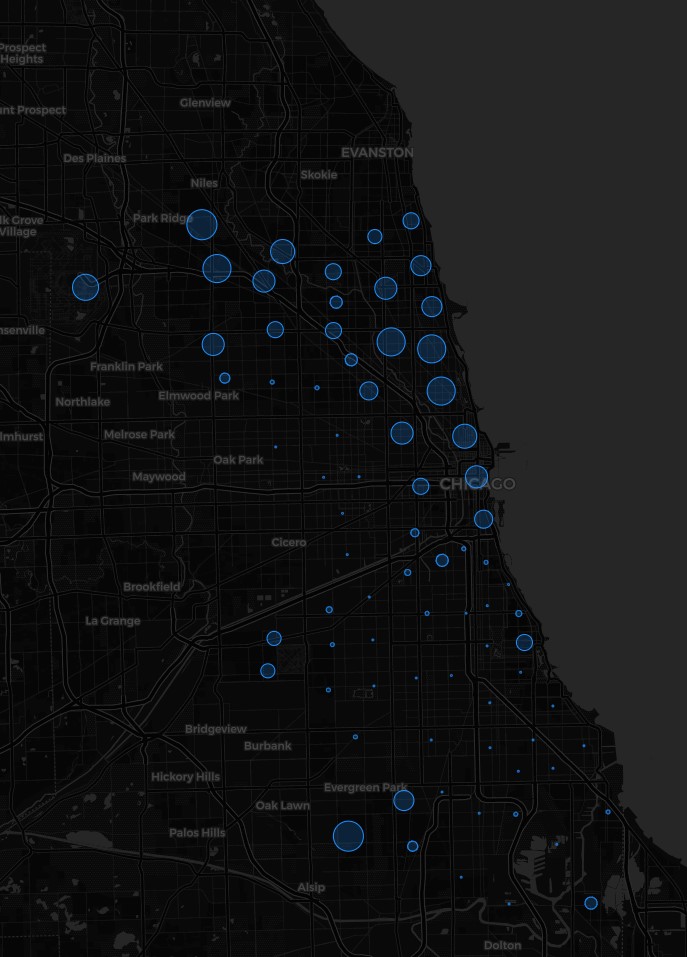 Prospect
Heights
Glenview
nt Prospect
EVANSTON
Des Plaines
Skokie
Niles
Park Ridge
lk Grove
Village
nsenville
Franklin Park
Northlake
Elmwood Park
lmhurst
Melrose Park
Oak Park
Maywood
CHICAGO
Cicero
Brookfield
La Grange
Bridgeview
Burbank
Hickory Hills
Evergreen Park
Oak Lawn
Palos Hills
Alsip
Dolton